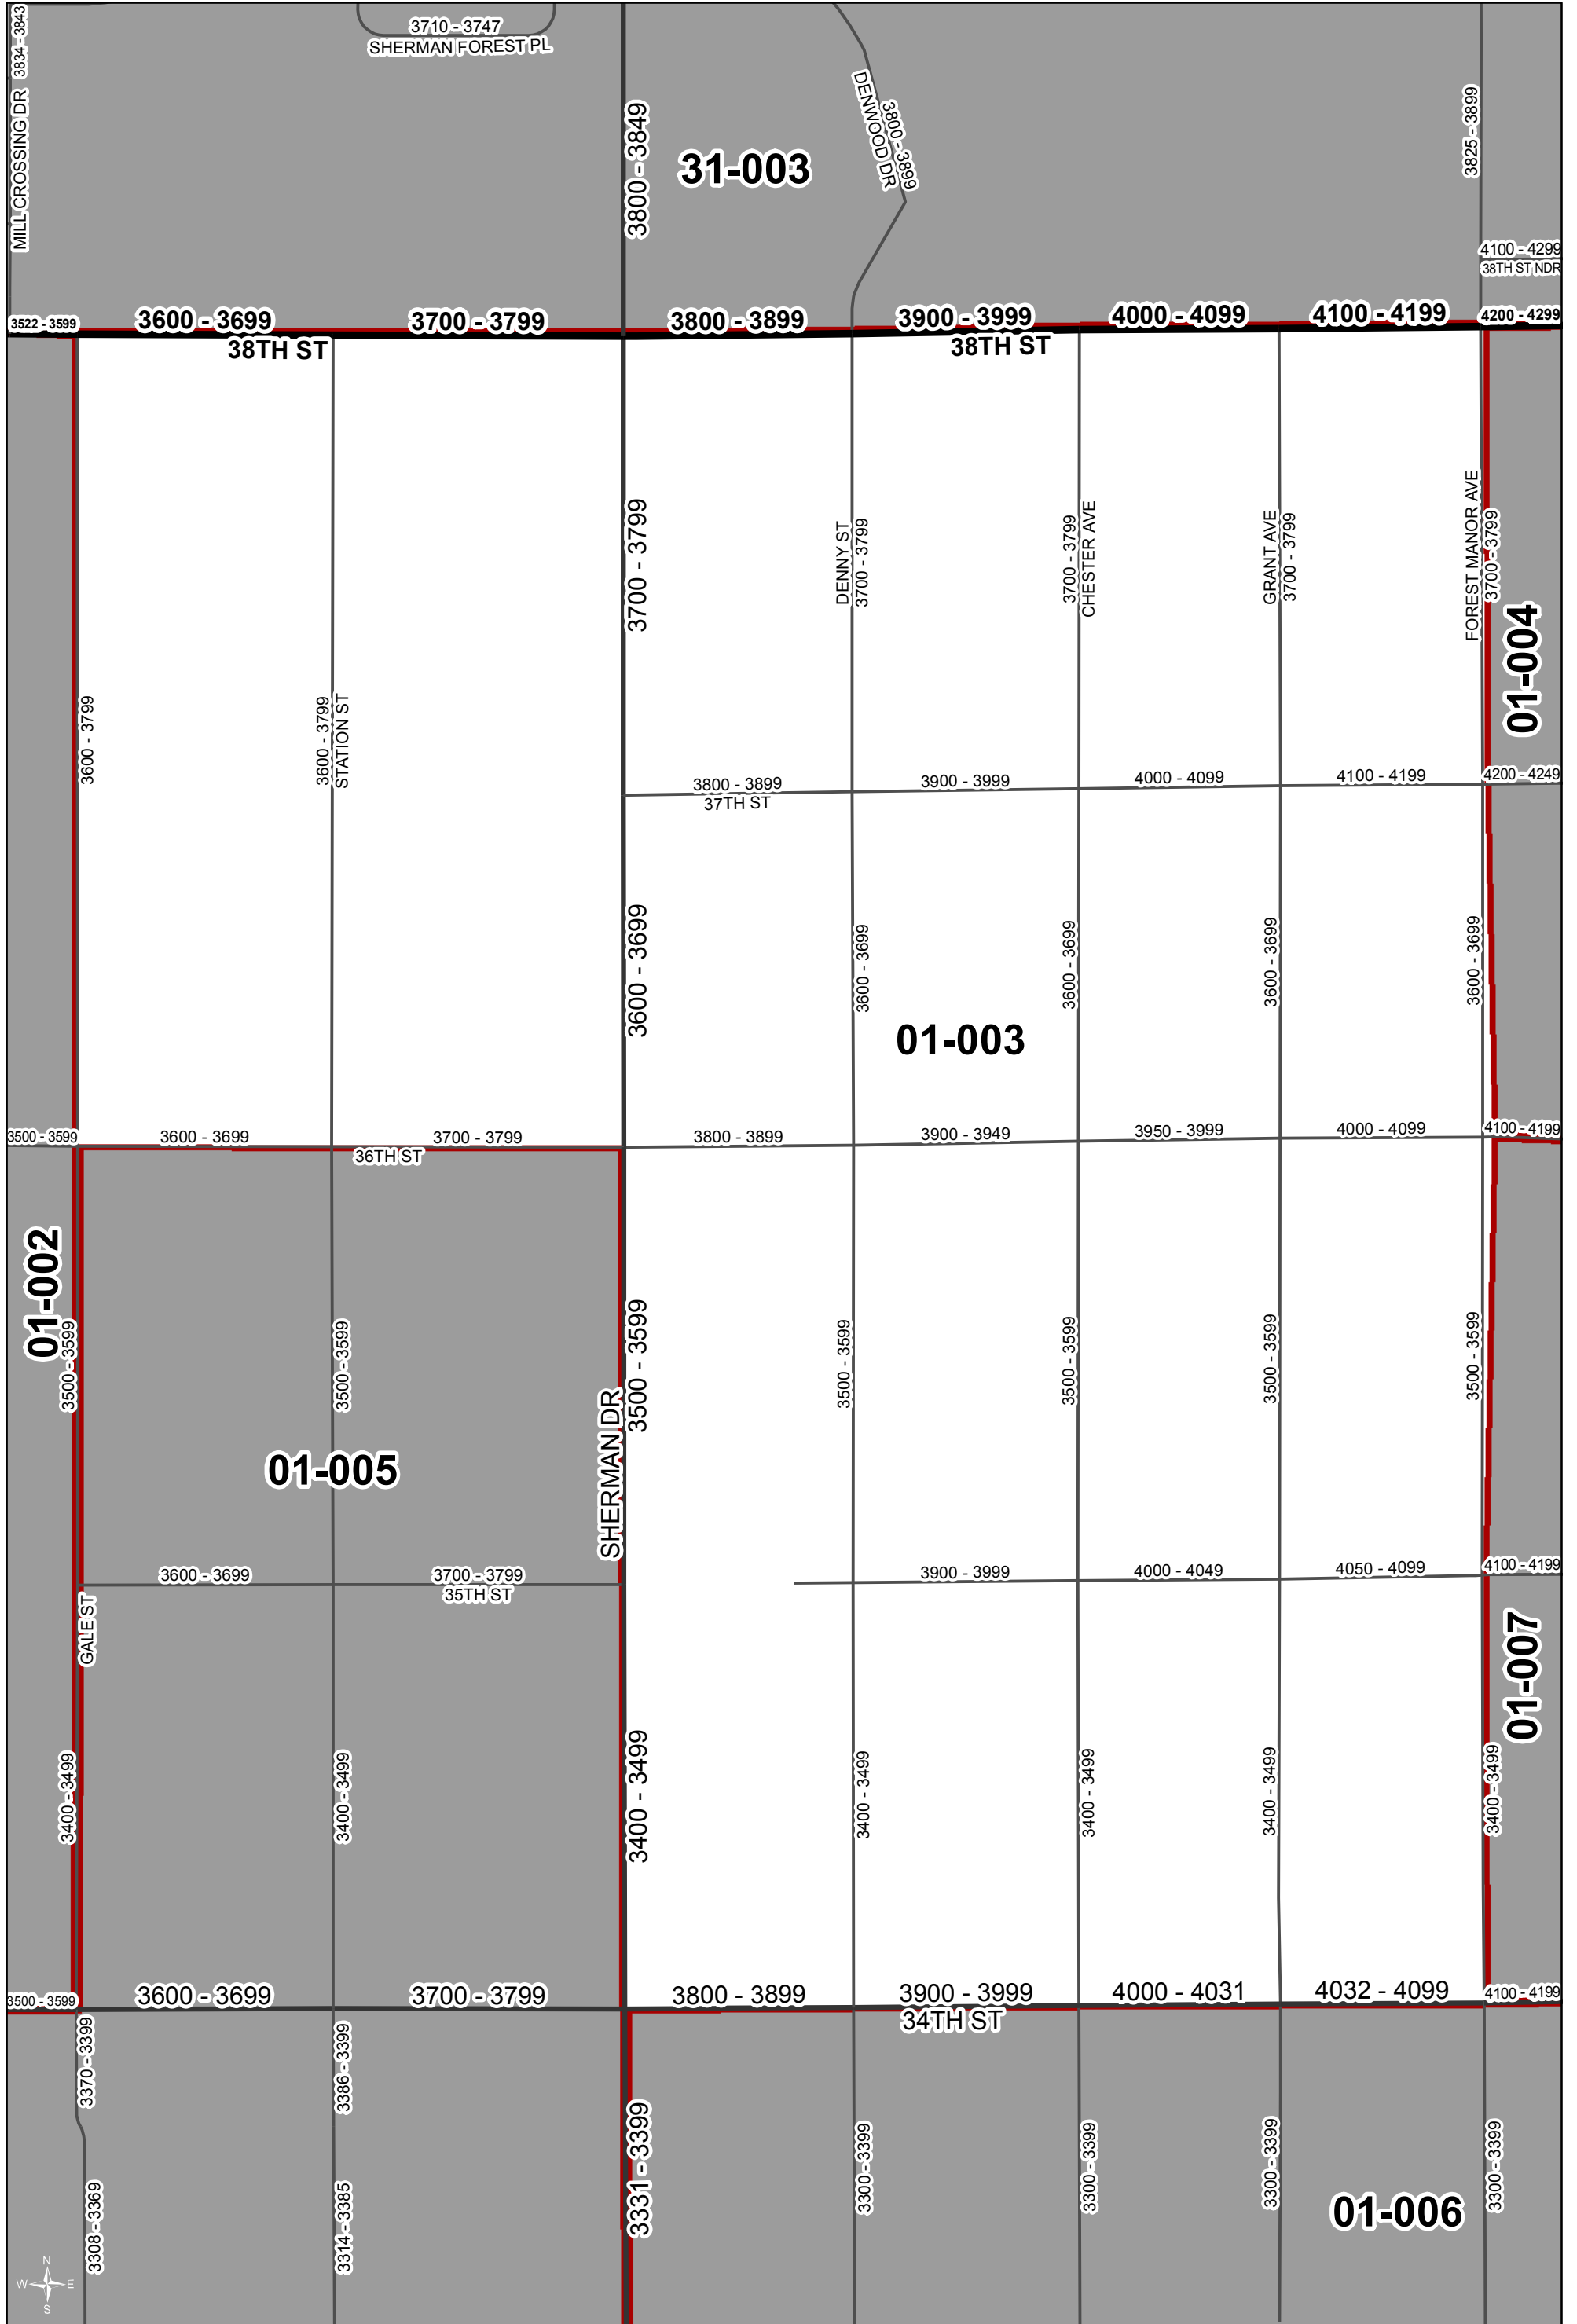 3834 - 3843
MILL CROSSING DR
3710 - 3747
SHERMAN FOREST PL
3800 - 3849
31-003
DENWOOD DR
3800 - 3899
3825 - 3899
4100 - 4299
38TH ST NDR
3522 - 3599
3600 - 3699
3700 - 3799
3800 - 3899
3900 - 3999
4000 - 4099
4100 - 4199
4200 - 4299
38TH ST
38TH ST
3600 - 3799
3600 - 3799
STATION ST
3700 - 3799
DENNY ST
3700 - 3799
3700 - 3799
CHESTER AVE
GRANT AVE
3700 - 3799
FOREST MANOR AVE
3700 - 3799
01-004
3800 - 3899
37TH ST
3900 - 3999
4000 - 4099
4100 - 4199
4200 - 4249
3600 - 3699
3600 - 3699
3600 - 3699
3600 - 3699
3600 - 3699
01-003
3500 - 3599
3600 - 3699
3700 - 3799
36TH ST
3800 - 3899
3900 - 3949
3950 - 3999
4000 - 4099
4100 - 4199
01-002
3500 - 3599
3500 - 3599
3500 - 3599
3500 - 3599
3500 - 3599
3500 - 3599
3500 - 3599
SHERMAN DR
01-005
3600 - 3699
3700 - 3799
35TH ST
3900 - 3999
4000 - 4049
4050 - 4099
4100 - 4199
GALE ST
01-007
3400 - 3499
3400 - 3499
3400 - 3499
3400 - 3499
3400 - 3499
3400 - 3499
3400 - 3499
3500 - 3599
3600 - 3699
3700 - 3799
3800 - 3899
3900 - 3999
4000 - 4031
4032 - 4099
4100 - 4199
34TH ST
3370 - 3399
3386 - 3399
3331 - 3399
3300 - 3399
3300 - 3399
3300 - 3399
3300 - 3399
3308 - 3369
3314 - 3385
01-006
N
W E
S